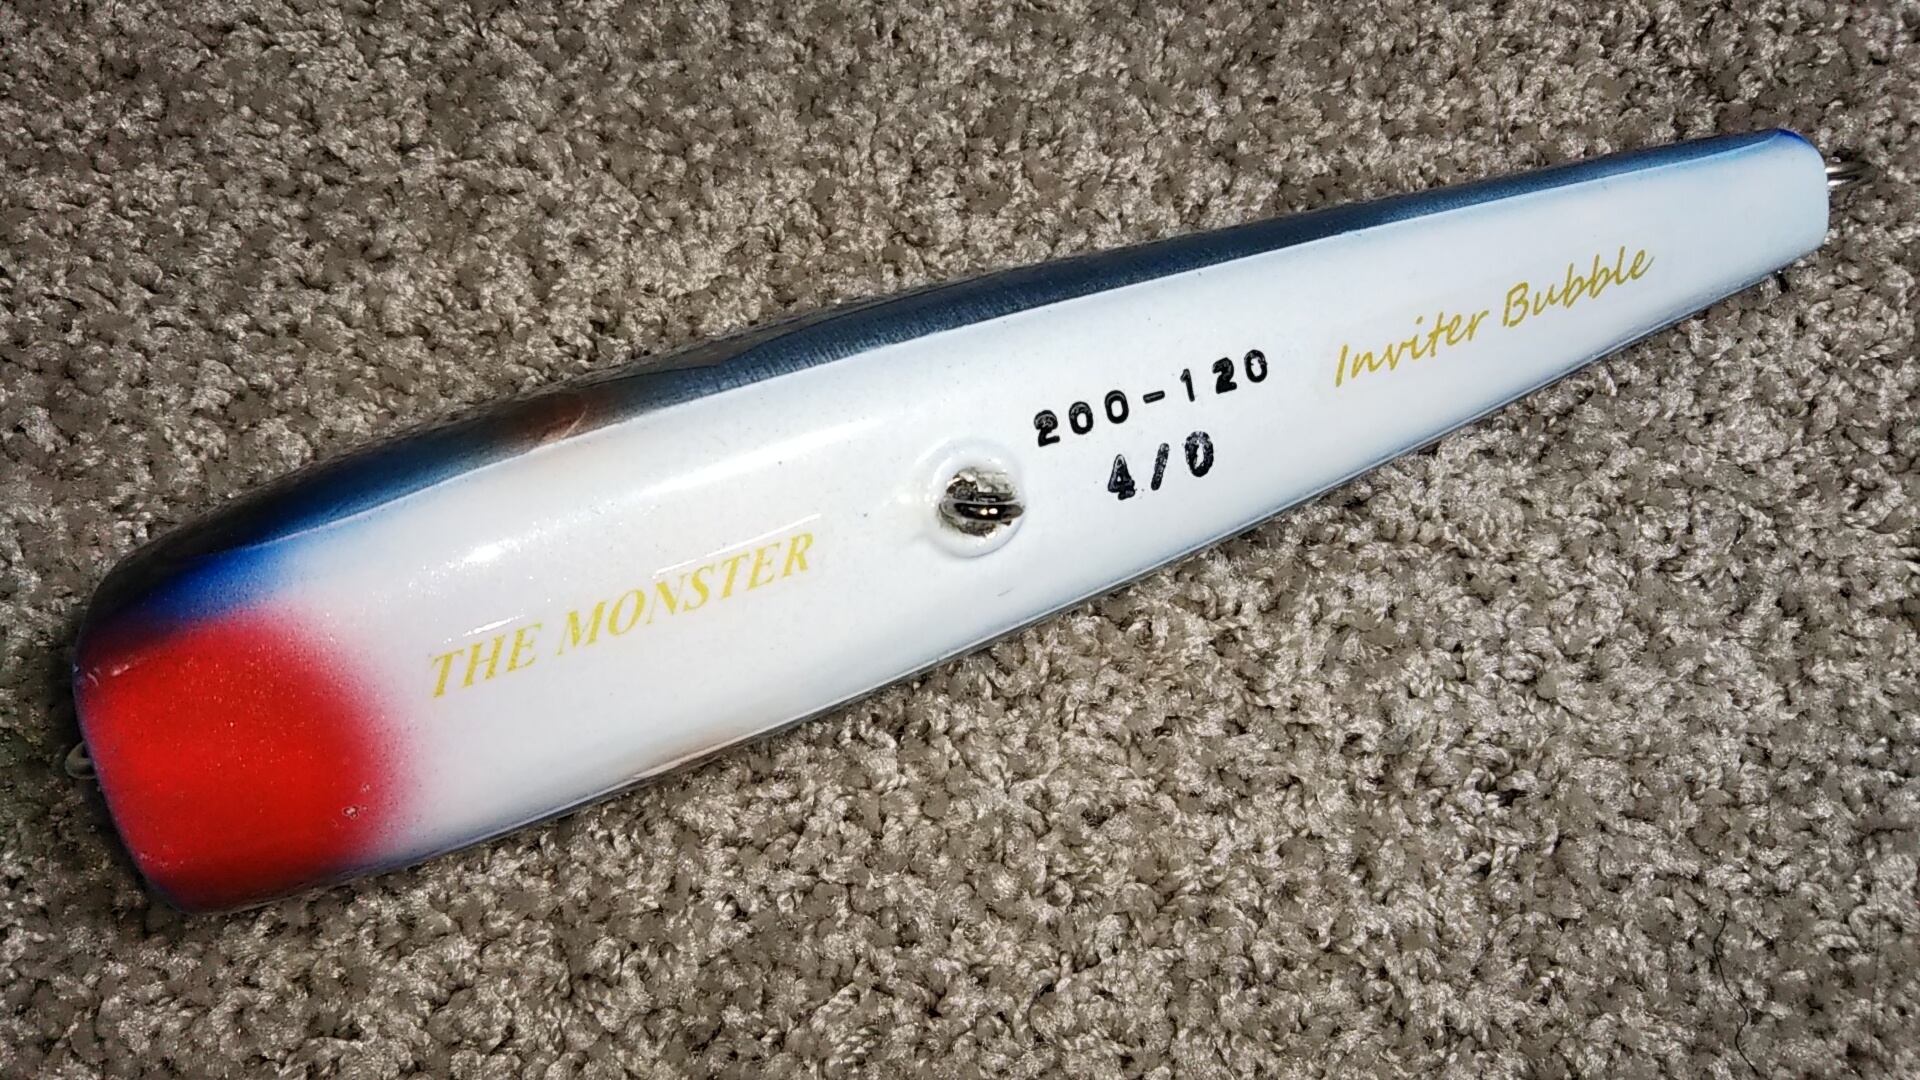 THE MONSTER
200-120
4/0
Inviter Bubble